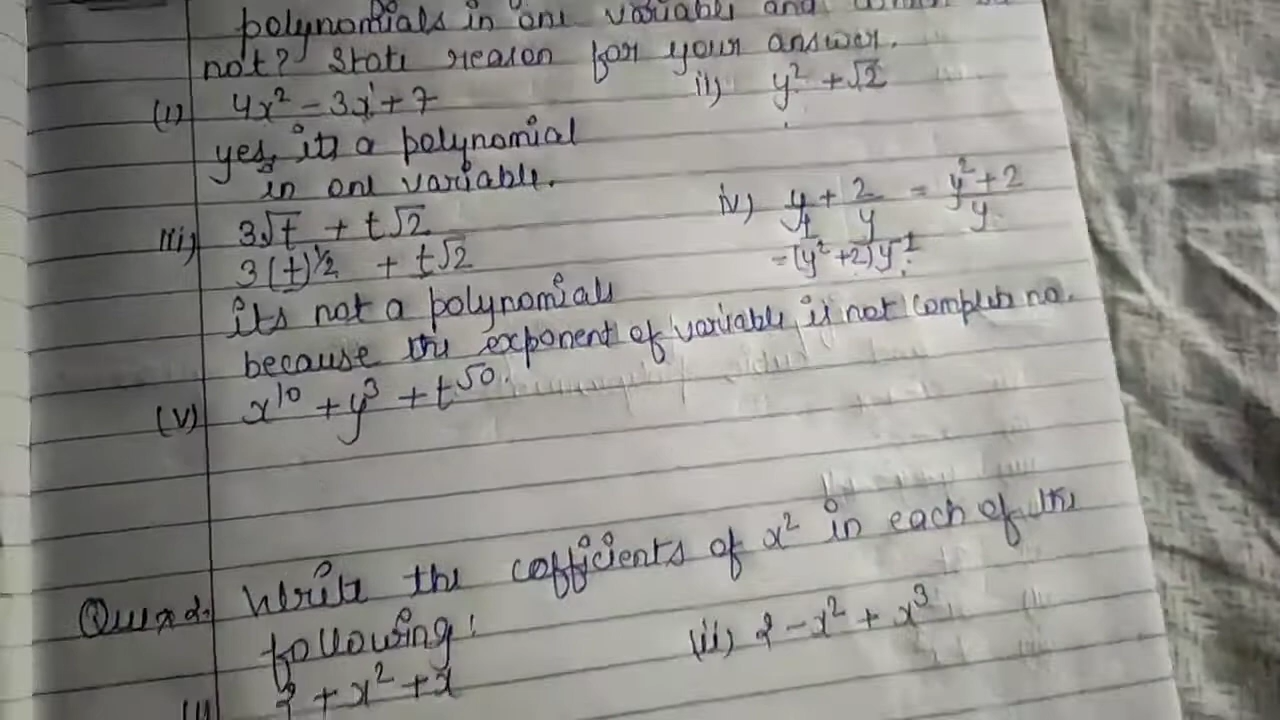 polynomials in one variable and
not? State reason for your answer.
(i) 4x² - 3x + 7 ii) y² + √2
yes, its a polynomial
in one variable.
iii) 3√t + t√2 iv) y + 2/y = y²+2/y
3(t)^1/2 + t√2 = (y²+2)y⁻¹
its not a polynomials
because the exponent of variable is not complete no.
(v) x¹⁰ + y³ + t⁵⁰.
Ques 2. Write the cofficients of x² in each of the
following:
(i) 2 + x² + x (ii) 2 - x² + x³